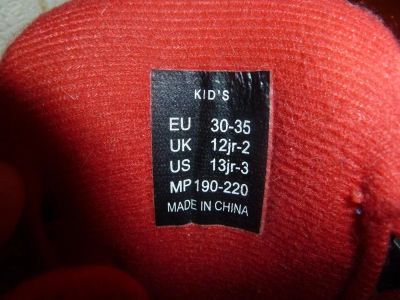 KID'S
EU 30-35
UK 12jr-2
US 13jr-3
MP 190-220
MADE IN CHINA